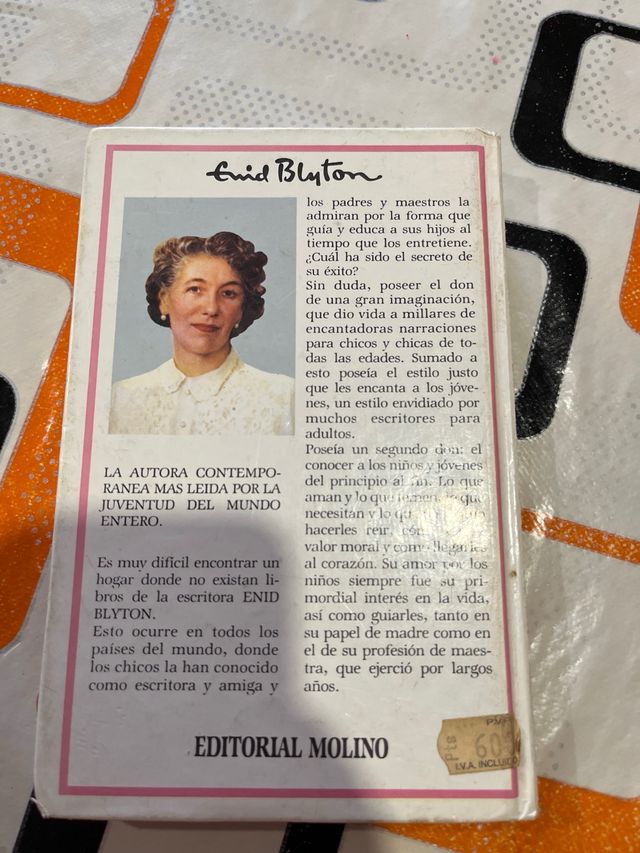 Enid Blyton
LA AUTORA CONTEMPO-
RANEA MAS LEIDA POR LA
JUVENTUD DEL MUNDO
ENTERO.
Es muy difícil encontrar un
hogar donde no existan li-
bros de la escritora ENID
BLYTON.
Esto ocurre en todos los
países del mundo, donde
los chicos la han conocido
como escritora y amiga y
los padres y maestros la
admiran por la forma que
guía y educa a sus hijos al
tiempo que los entretiene.
¿Cuál ha sido el secreto de
su éxito?
Sin duda, poseer el don
de una gran imaginación,
que dio vida a millares de
encantadoras narraciones
para chicos y chicas de to-
das las edades. Sumado a
esto poseía el estilo justo
que les encanta a los jóve-
nes, un estilo envidiado por
muchos escritores para
adultos.
Poseía un segundo don: el
conocer a los niños y jóvenes
del principio al fin. Lo que
aman y lo que temen, lo que
necesitan y lo
hacerles reír,
valor moral y como llegarles
al corazón. Su amor por los
niños siempre fue su pri-
mordial interés en la vida,
así como guiarles, tanto en
su papel de madre como en
el de su profesión de maes-
tra, que ejerció por largos
años.
EDITORIAL MOLINO
P.V.P.
pts
I.V.A. INCLUIDO